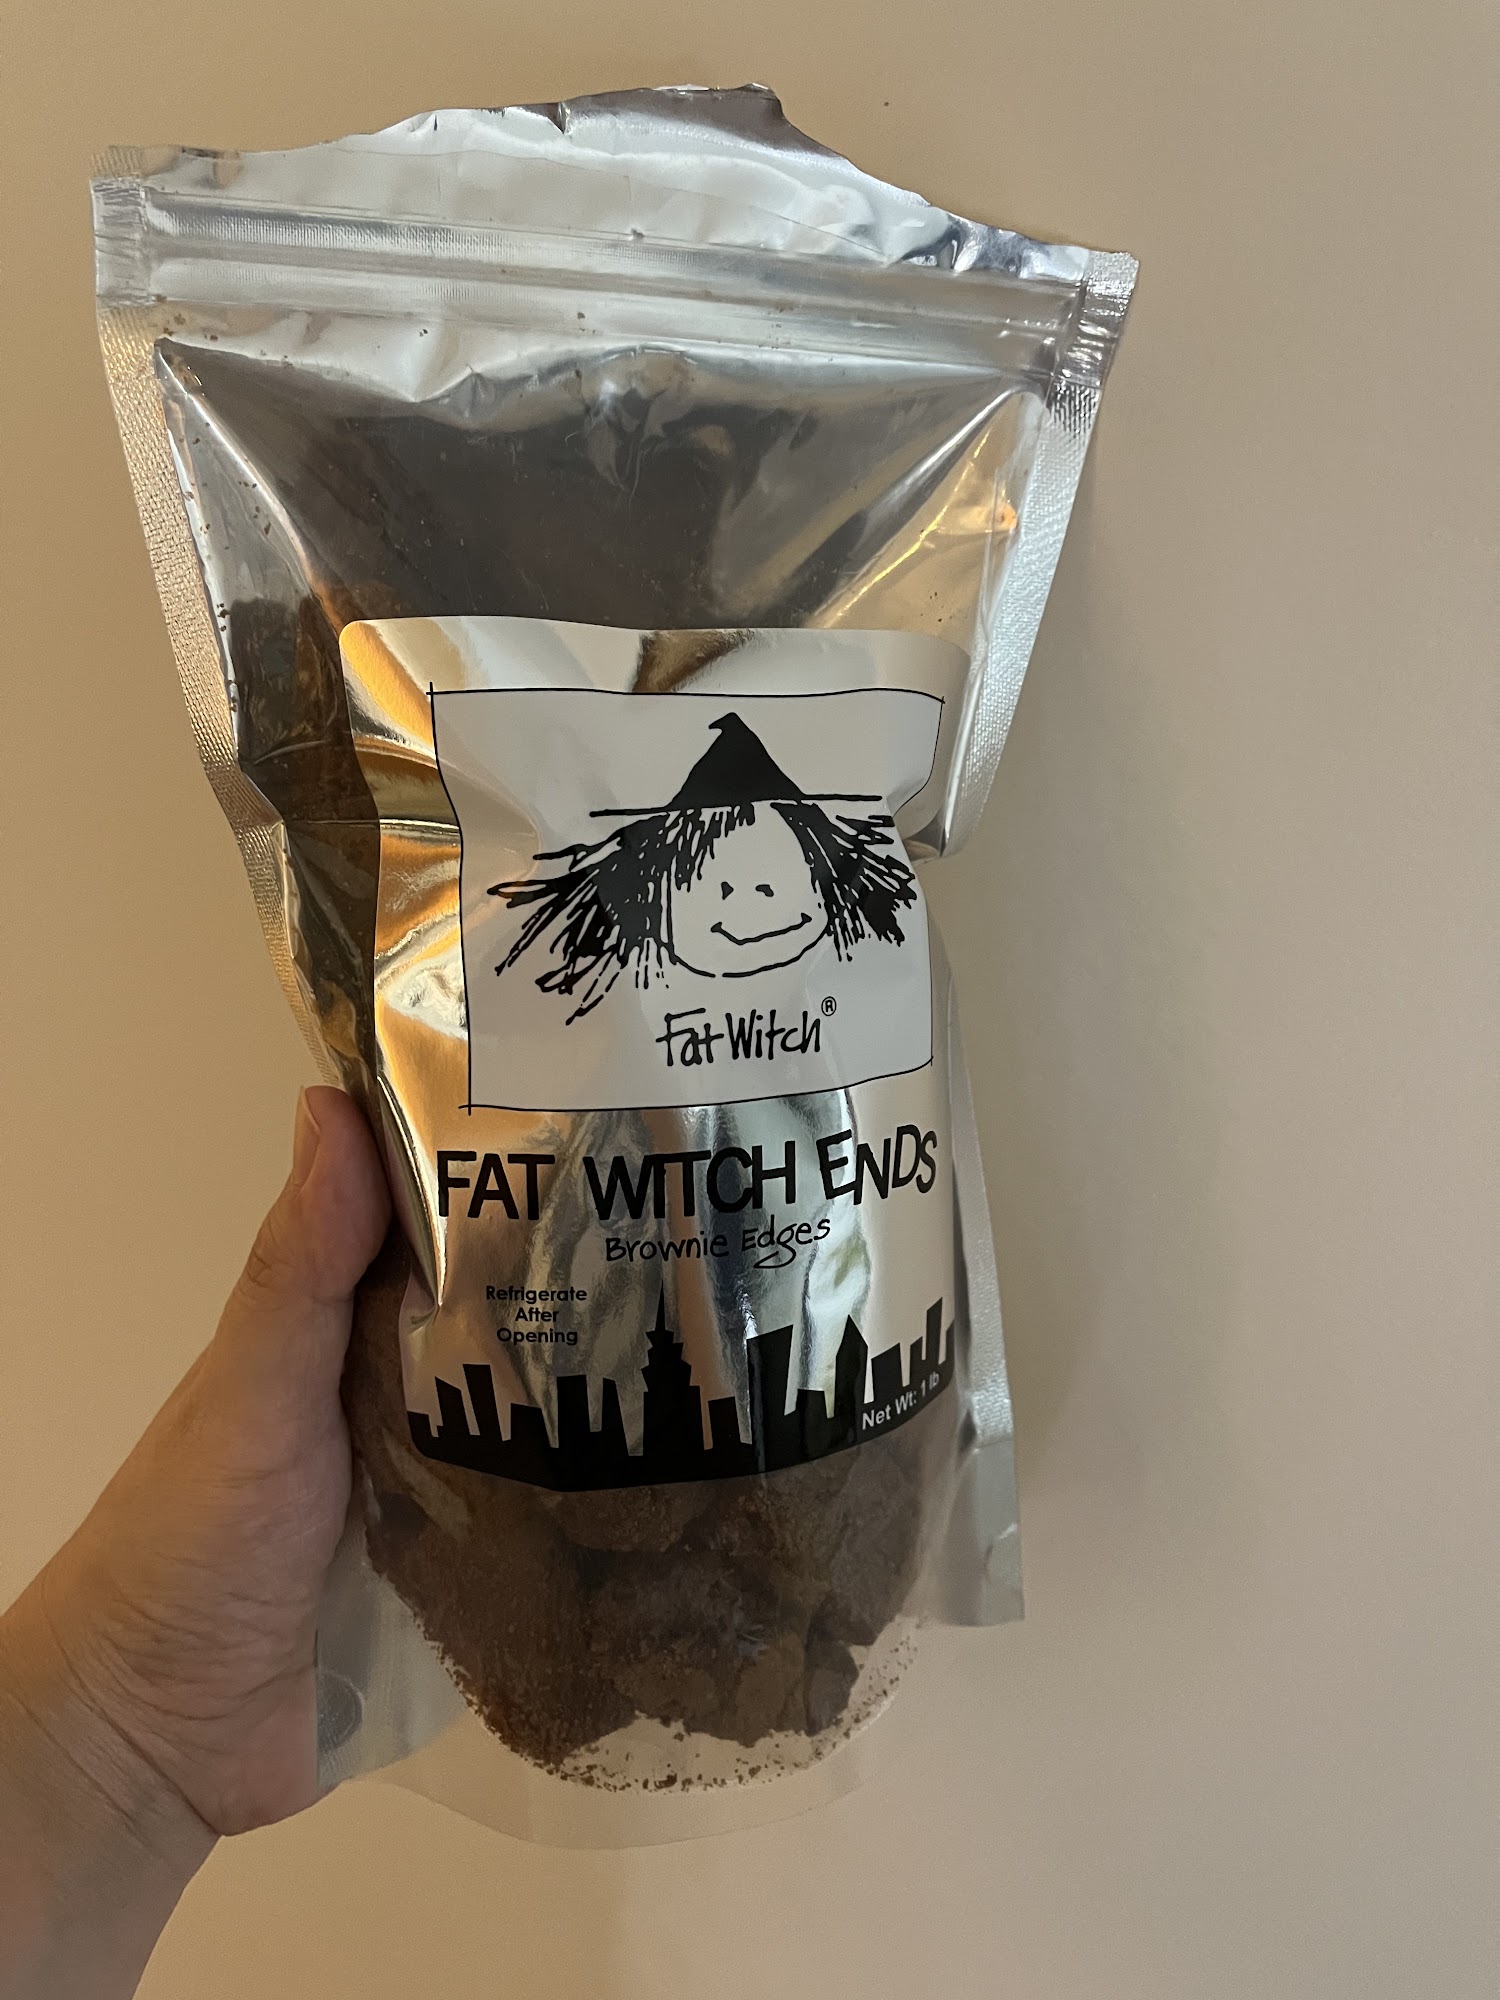 Fat Witch®
FAT WITCH ENDS
Brownie Edges
Refrigerate
After
Opening
Net Wt: 1 lb